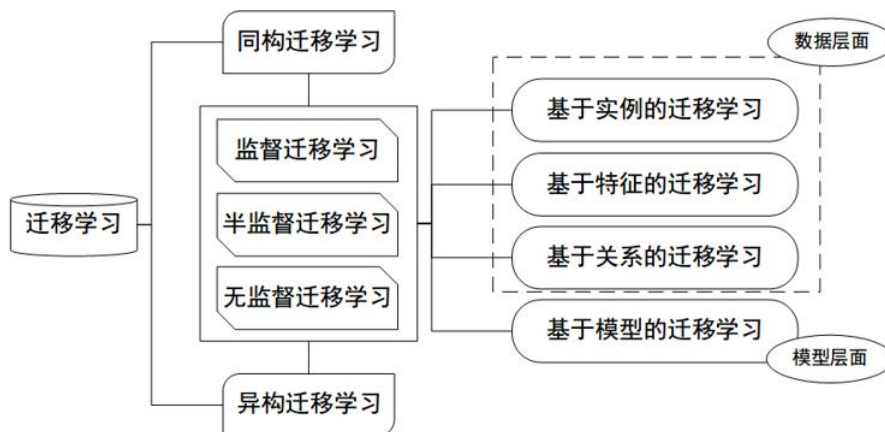 同构迁移学习
数据层面
基于实例的迁移学习
监督迁移学习
基于特征的迁移学习
迁移学习
半监督迁移学习
基于关系的迁移学习
无监督迁移学习
基于模型的迁移学习
模型层面
异构迁移学习